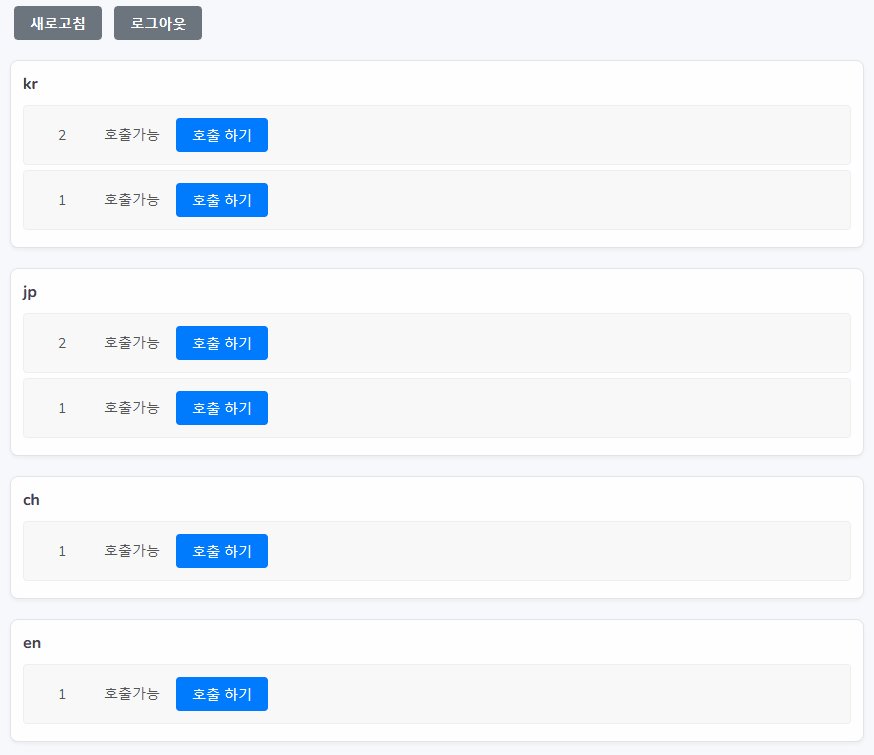 새로고침 로그아웃
kr
2 호출가능 호출 하기
1 호출가능 호출 하기
jp
2 호출가능 호출 하기
1 호출가능 호출 하기
ch
1 호출가능 호출 하기
en
1 호출가능 호출 하기